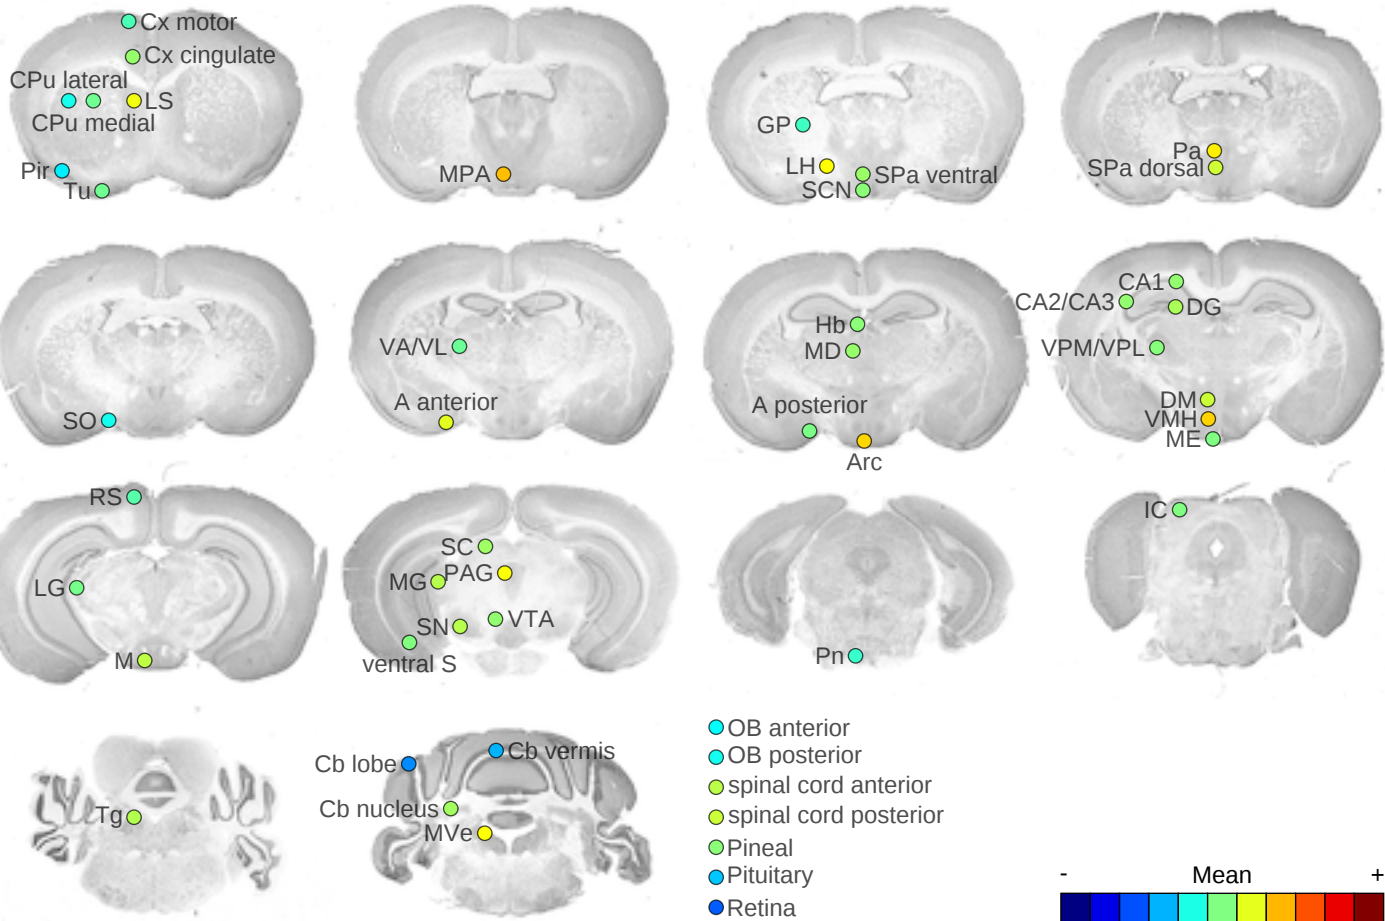 Cx motor
Cx cingulate
CPu lateral
LS
CPu medial
Pir
Tu
MPA
GP
LH
SPa ventral
SCN
Pa
SPa dorsal
SO
VA/VL
A anterior
Hb
MD
A posterior
Arc
CA1
CA2/CA3
DG
VPM/VPL
DM
VMH
ME
RS
LG
M
SC
MG
PAG
SN
VTA
ventral S
Pn
IC
Tg
Cb lobe
Cb vermis
Cb nucleus
MVe
OB anterior
OB posterior
spinal cord anterior
spinal cord posterior
Pineal
Pituitary
Retina
- Mean +